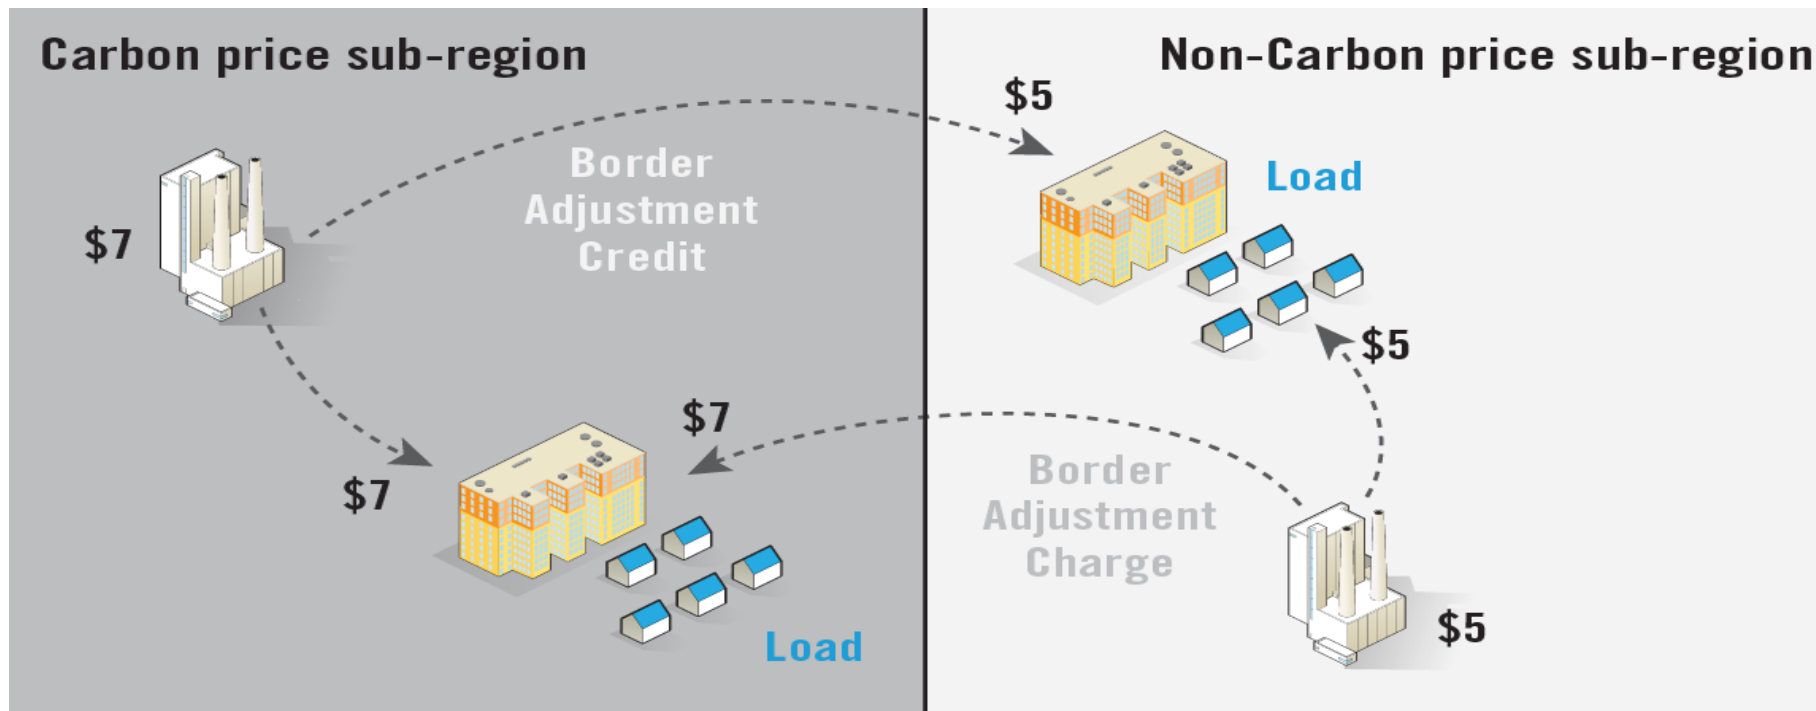 Carbon price sub-region
Non-Carbon price sub-region
$5
Border
Adjustment
Credit
Load
$7
$5
$7
$7
Border
Adjustment
Charge
$5
Load